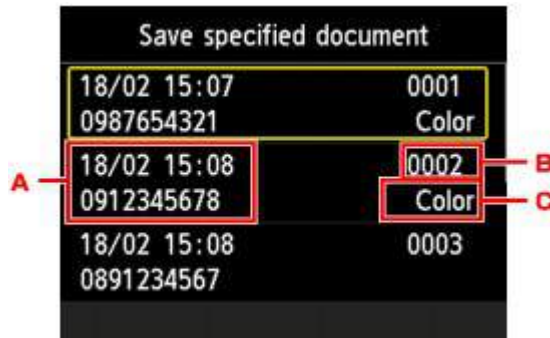 Save specified document
18/02 15:07 0001
0987654321 Color
A
18/02 15:08 0002 B
0912345678 Color C
18/02 15:08 0003
0891234567